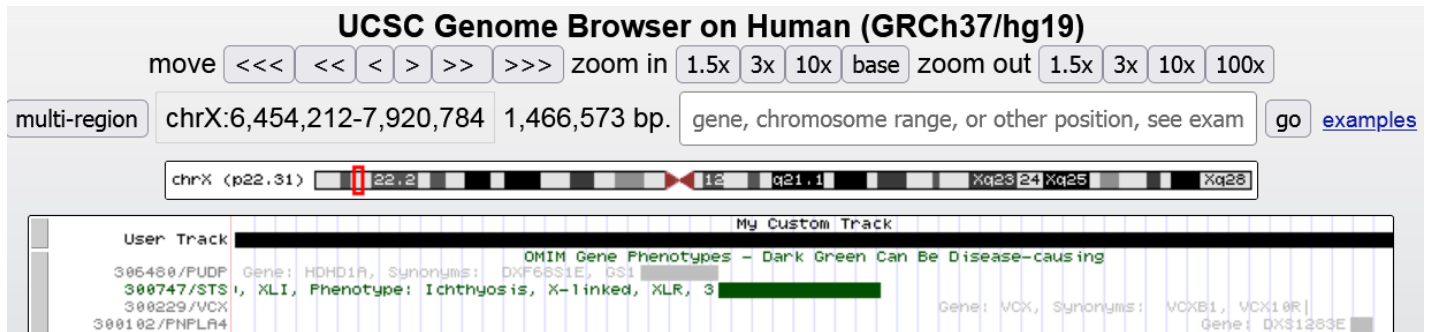 UCSC Genome Browser on Human (GRCh37/hg19)
move <<< << < > >> >>> zoom in 1.5x 3x 10x base zoom out 1.5x 3x 10x 100x
multi-region chrX:6,454,212-7,920,784 1,466,573 bp. gene, chromosome range, or other position, see exam go examples
chrX (p22.31) 22.2 12 q21.1 Xq23 24 Xq25 Xq28
My Custom Track
User Track
OMIM Gene Phenotypes - Dark Green Can Be Disease-causing
306480/PUDP Gene: HDHD1A, Synonyms: DXF68S1E, GS1
300747/STS , XLI, Phenotype: Ichthyosis, X-linked, XLR, 3
300229/VCX Gene: VCX, Synonyms: VCXB1, VCX10R
300102/PNPLA4 Gene: DXS1283E